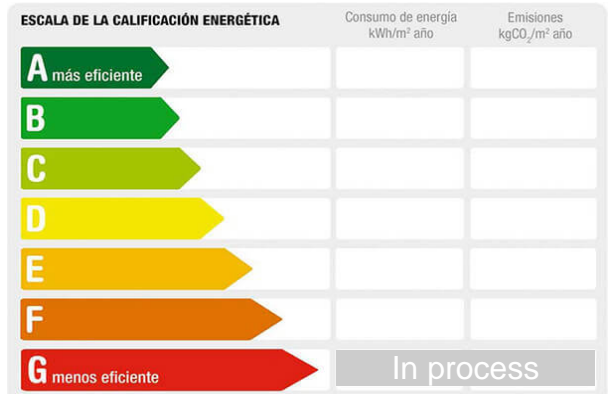 ESCALA DE LA CALIFICACIÓN ENERGÉTICA
Consumo de energía
kWh/m² año
Emisiones
kgCO₂/m² año
A más eficiente
B
C
D
E
F
G menos eficiente
In process